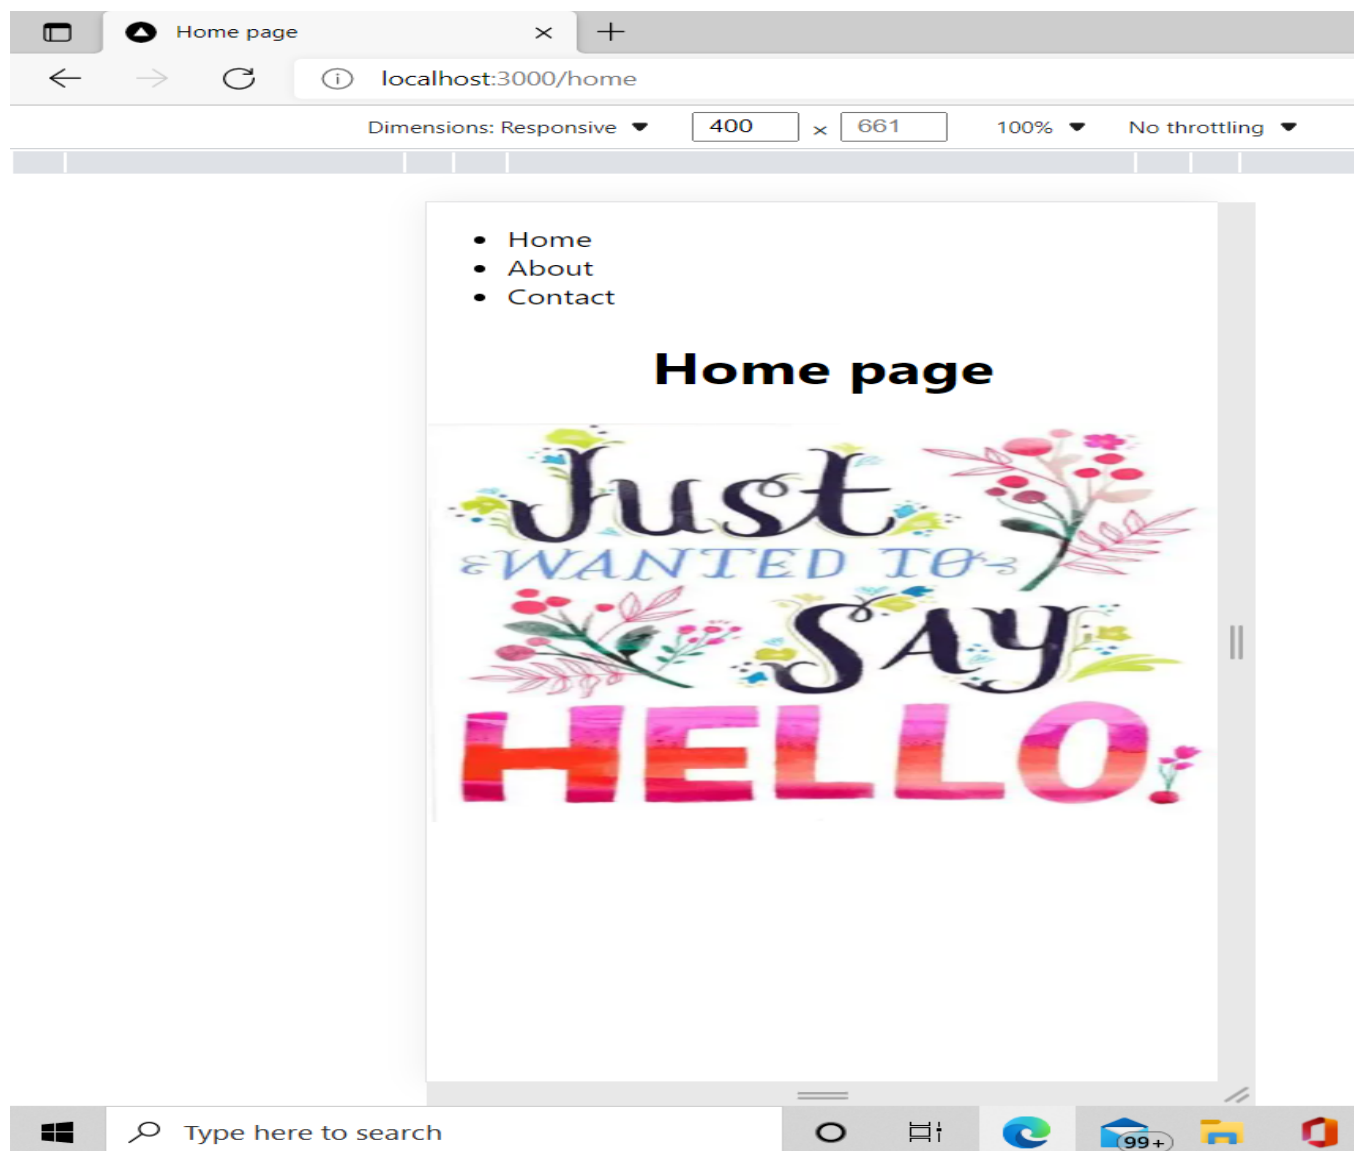 Home page
localhost:3000/home
Dimensions: Responsive 400 × 661 100% No throttling
Home
About
Contact
Home page
Just
WANTED TO
SAY
HELLO.
Type here to search
99+